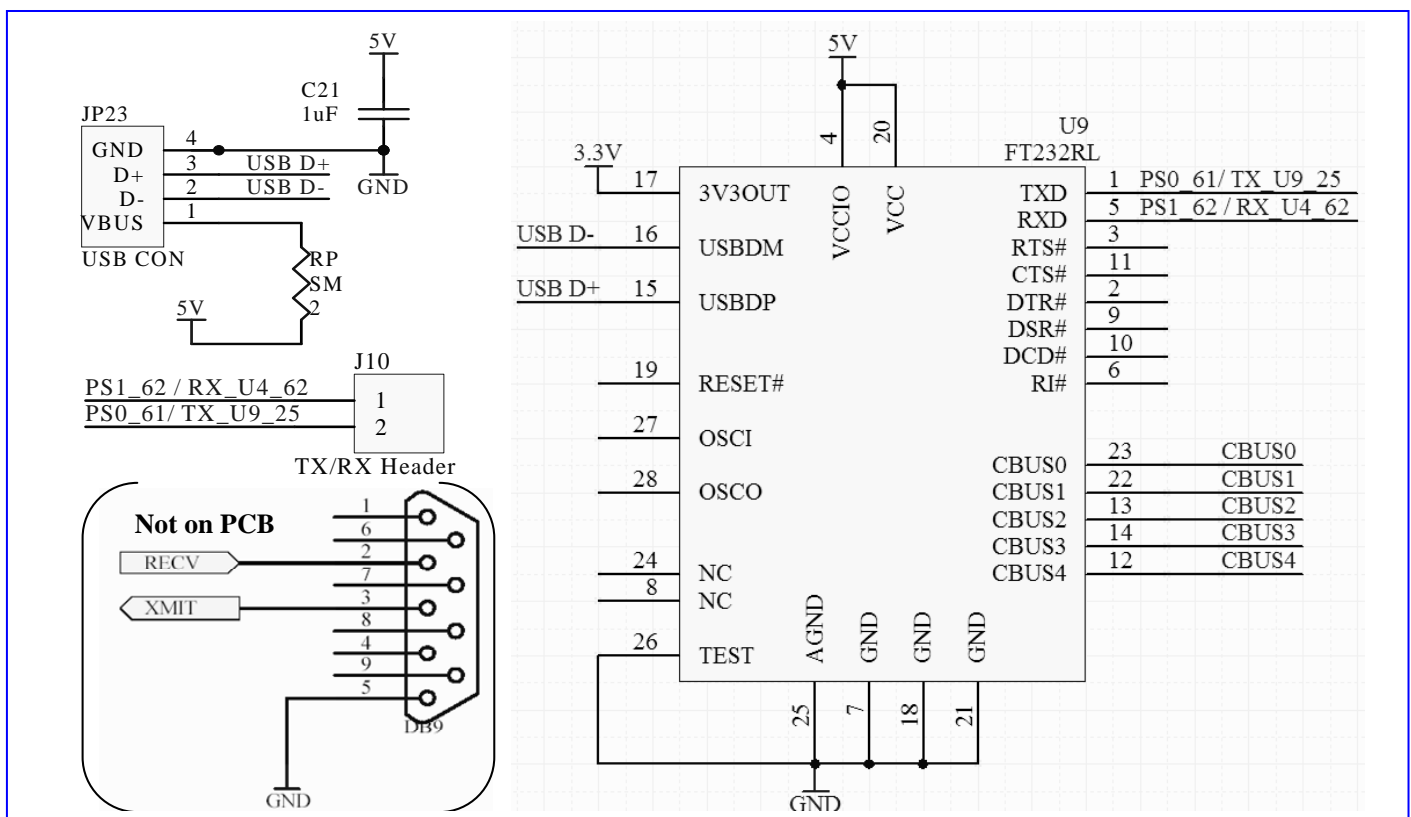 5V
C21
1uF
JP23
GND 4
D+ 3 USB D+
D- 2 USB D-
VBUS 1
GND
USB CON
RP
SM
2
5V
J10
PS1_62 / RX_U4_62 1
PS0_61/ TX_U9_25 2
TX/RX Header
Not on PCB
RECV
XMIT
1
6
2
7
3
8
4
9
5
DB9
GND
5V
4
20
U9
FT232RL
3.3V
17 3V3OUT
VCCIO
VCC
USB D- 16 USBDM
USB D+ 15 USBDP
19 RESET#
27 OSCI
28 OSCO
24 NC
8 NC
26 TEST
TXD 1 PS0_61/ TX_U9_25
RXD 5 PS1_62 / RX_U4_62
RTS# 3
CTS# 11
DTR# 2
DSR# 9
DCD# 10
RI# 6
CBUS0 23 CBUS0
CBUS1 22 CBUS1
CBUS2 13 CBUS2
CBUS3 14 CBUS3
CBUS4 12 CBUS4
AGND
GND
GND
GND
25
7
18
21
GND